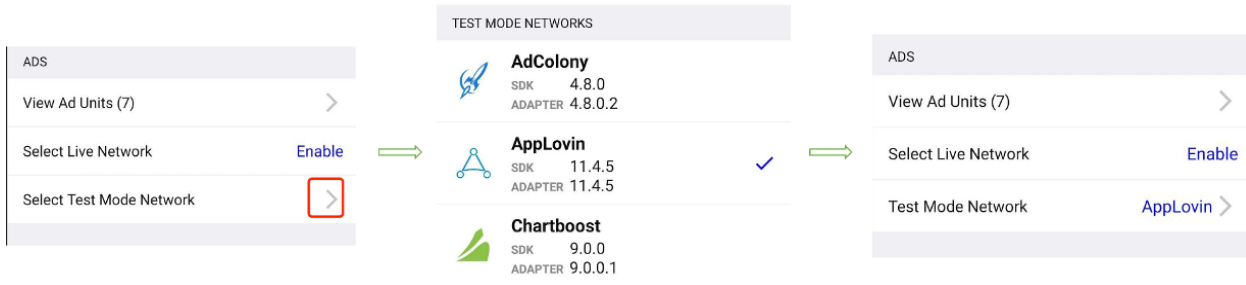 ADS
View Ad Units (7)
Select Live Network Enable
Select Test Mode Network
TEST MODE NETWORKS
AdColony
SDK 4.8.0
ADAPTER 4.8.0.2
AppLovin
SDK 11.4.5
ADAPTER 11.4.5
Chartboost
SDK 9.0.0
ADAPTER 9.0.0.1
ADS
View Ad Units (7)
Select Live Network Enable
Test Mode Network AppLovin